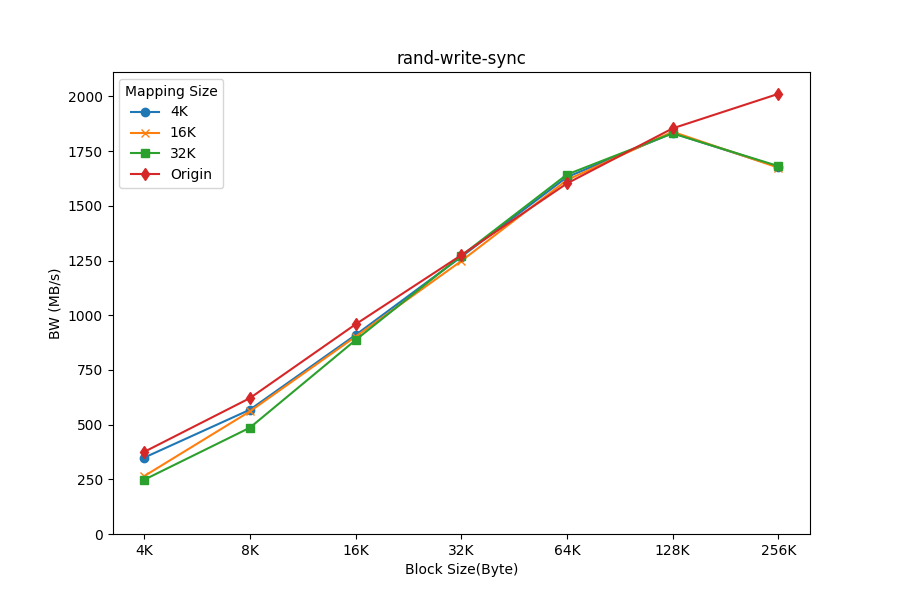 rand-write-sync
Mapping Size
4K
16K
32K
Origin
BW (MB/s)
2000
1750
1500
1250
1000
750
500
250
0
4K 8K 16K 32K 64K 128K 256K
Block Size(Byte)